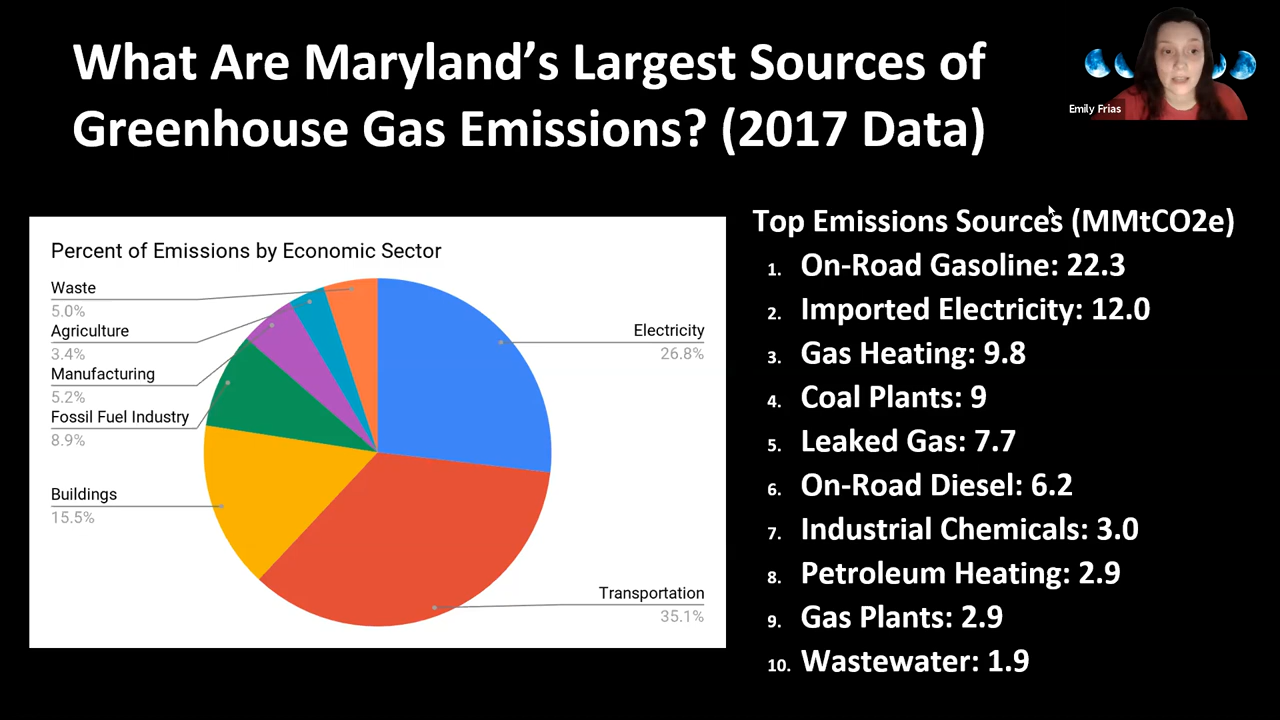 What Are Maryland's Largest Sources of
Greenhouse Gas Emissions? (2017 Data)
Emily Frias
Percent of Emissions by Economic Sector
Waste
5.0%
Agriculture
3.4%
Manufacturing
5.2%
Fossil Fuel Industry
8.9%
Buildings
15.5%
Electricity
26.8%
Transportation
35.1%
Top Emissions Sources (MMtCO2e)
1. On-Road Gasoline: 22.3
2. Imported Electricity: 12.0
3. Gas Heating: 9.8
4. Coal Plants: 9
5. Leaked Gas: 7.7
6. On-Road Diesel: 6.2
7. Industrial Chemicals: 3.0
8. Petroleum Heating: 2.9
9. Gas Plants: 2.9
10. Wastewater: 1.9